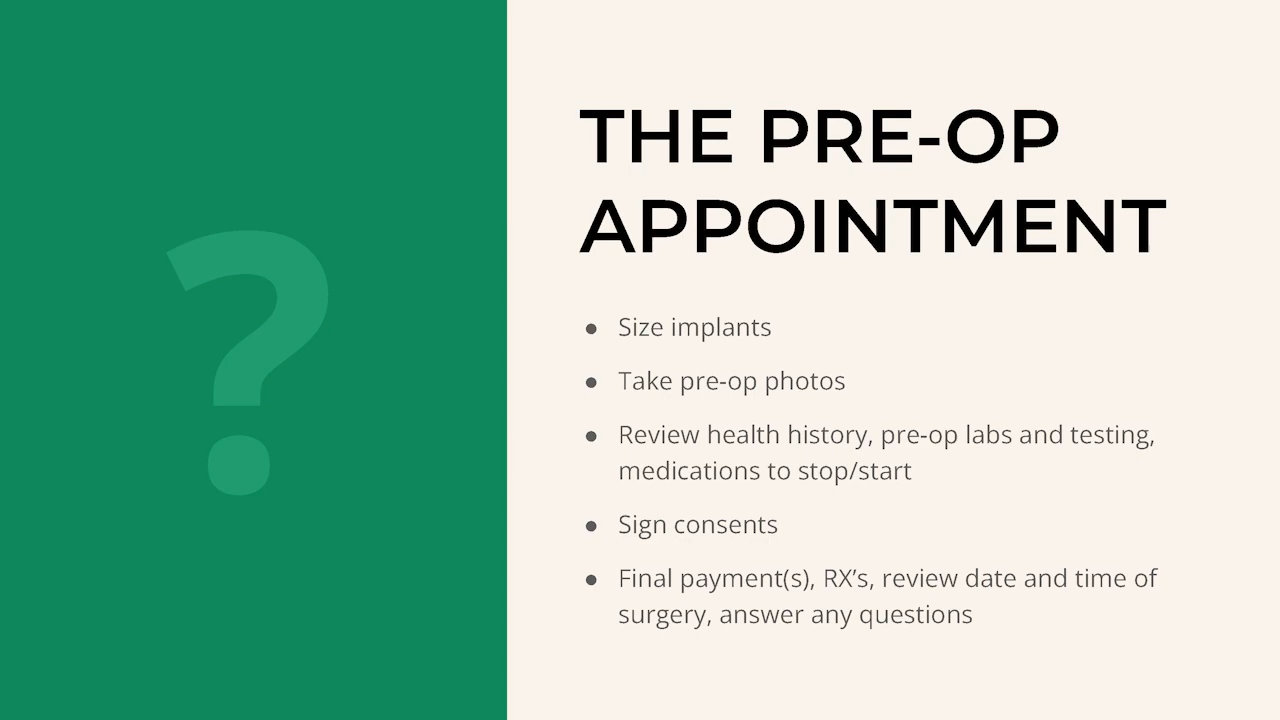 ?
THE PRE-OP
APPOINTMENT
● Size implants
● Take pre-op photos
● Review health history, pre-op labs and testing,
medications to stop/start
● Sign consents
● Final payment(s), RX’s, review date and time of
surgery, answer any questions